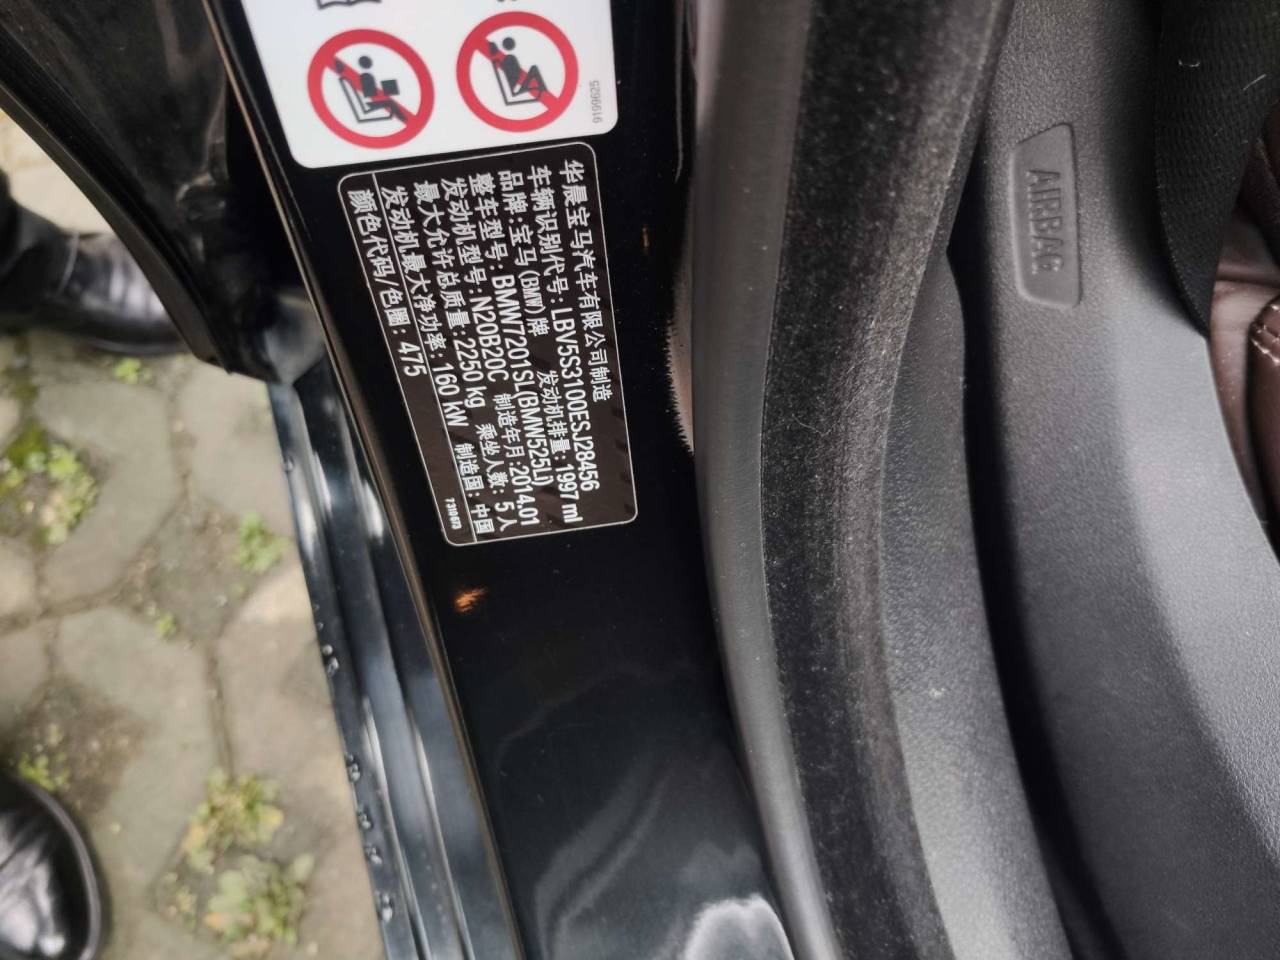 9199625
华晨宝马汽车有限公司制造
车辆识别代号:LBV5S3100ESJ28456
品牌:宝马(BMW)牌 发动机排量:1997 ml
整车型号:BMW7201SL(BMW525Li)
发动机型号:N20B20C 制造年月:2014.01
最大允许总质量:2250 kg 乘坐人数:5人
发动机最大净功率:160 kW 制造国:中国
颜色代码/色圈:475
7310973
AIRBAG